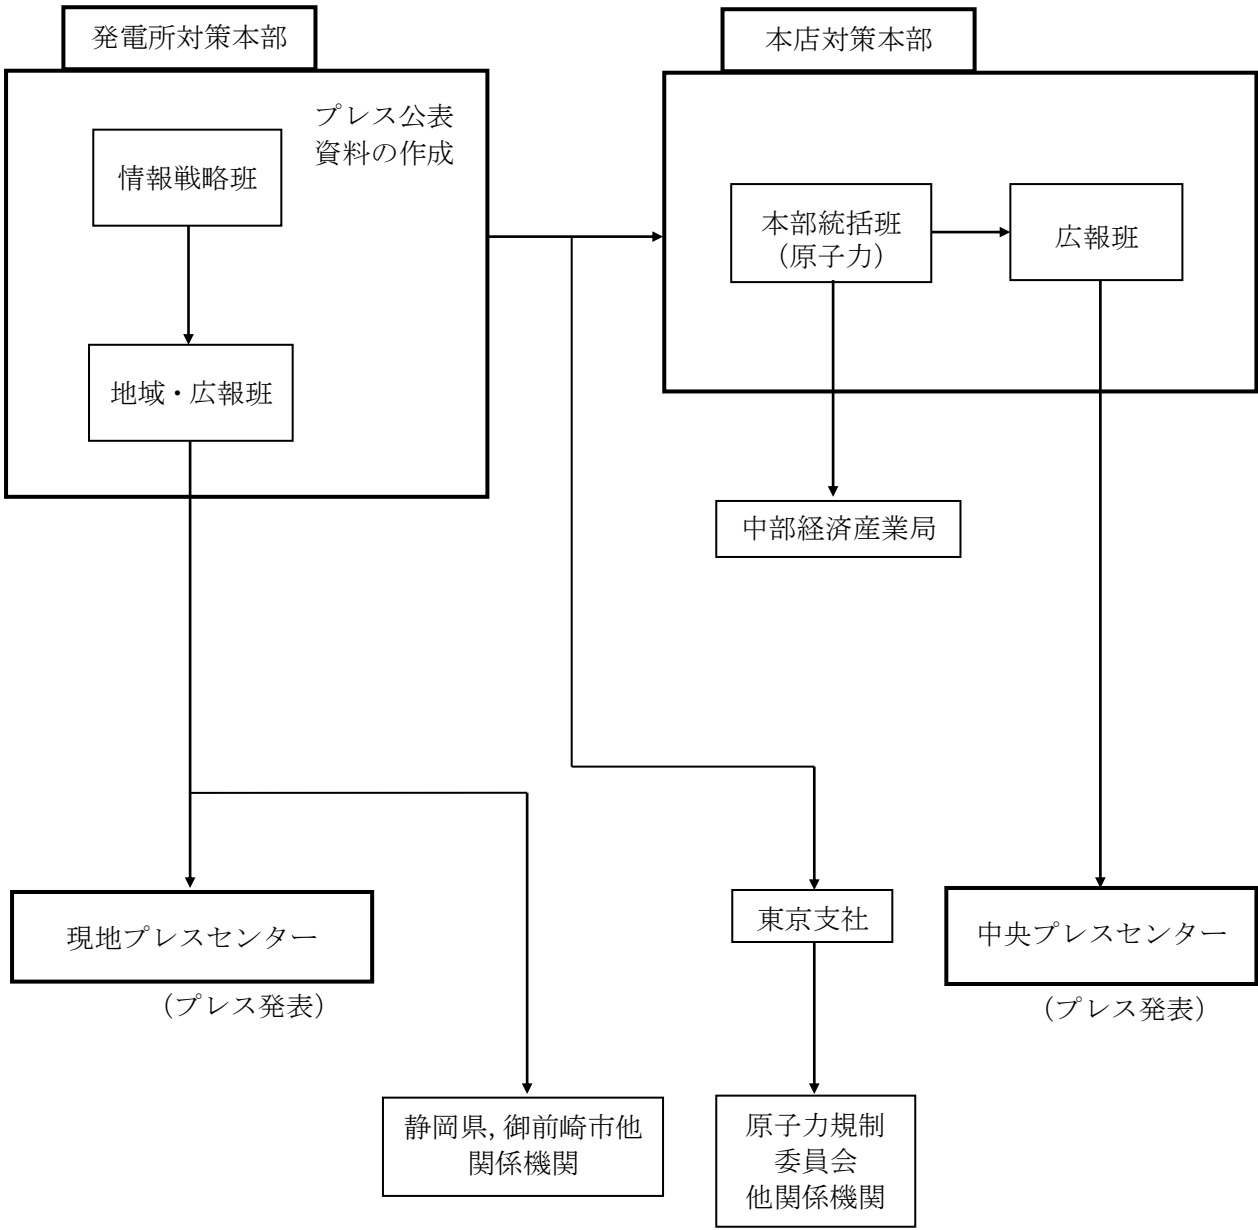 発電所対策本部
本店対策本部
プレス公表
資料の作成
情報戦略班
本部統括班
（原子力）
広報班
地域・広報班
中部経済産業局
東京支社
現地プレスセンター
（プレス発表）
中央プレスセンター
（プレス発表）
静岡県，御前崎市他
関係機関
原子力規制
委員会
他関係機関